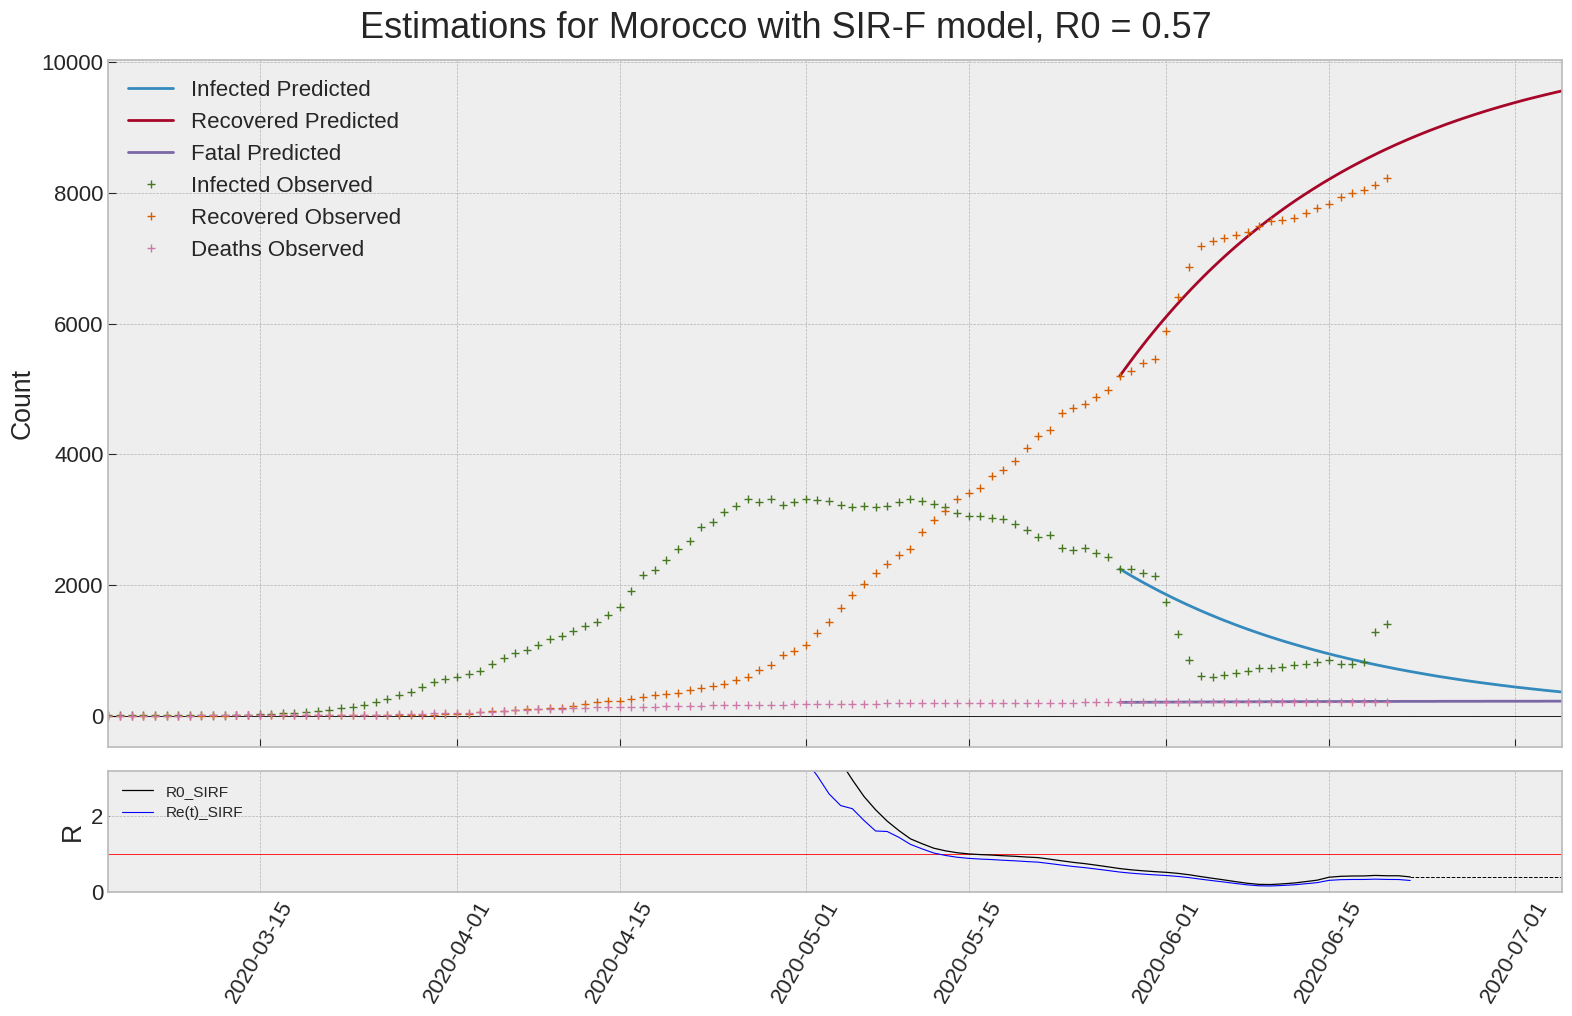 Estimations for Morocco with SIR-F model, R0 = 0.57
10000
8000
6000
4000
2000
0
Count
Infected Predicted
Recovered Predicted
Fatal Predicted
Infected Observed
Recovered Observed
Deaths Observed
2
0
R
R0_SIRF
Re(t)_SIRF
2020-03-15
2020-04-01
2020-04-15
2020-05-01
2020-05-15
2020-06-01
2020-06-15
2020-07-01